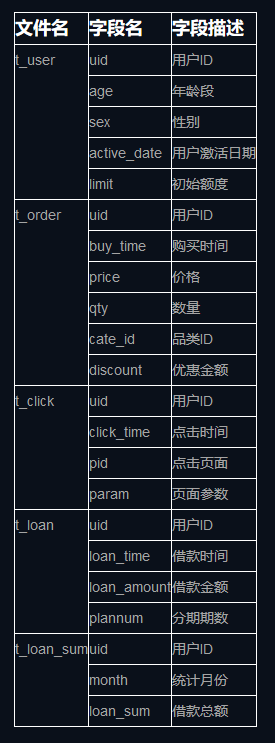 文件名 字段名 字段描述
t_user uid 用户ID
age 年龄段
sex 性别
active_date 用户激活日期
limit 初始额度
t_order uid 用户ID
buy_time 购买时间
price 价格
qty 数量
cate_id 品类ID
discount 优惠金额
t_click uid 用户ID
click_time 点击时间
pid 点击页面
param 页面参数
t_loan uid 用户ID
loan_time 借款时间
loan_amount 借款金额
plannum 分期期数
t_loan_sum uid 用户ID
month 统计月份
loan_sum 借款总额